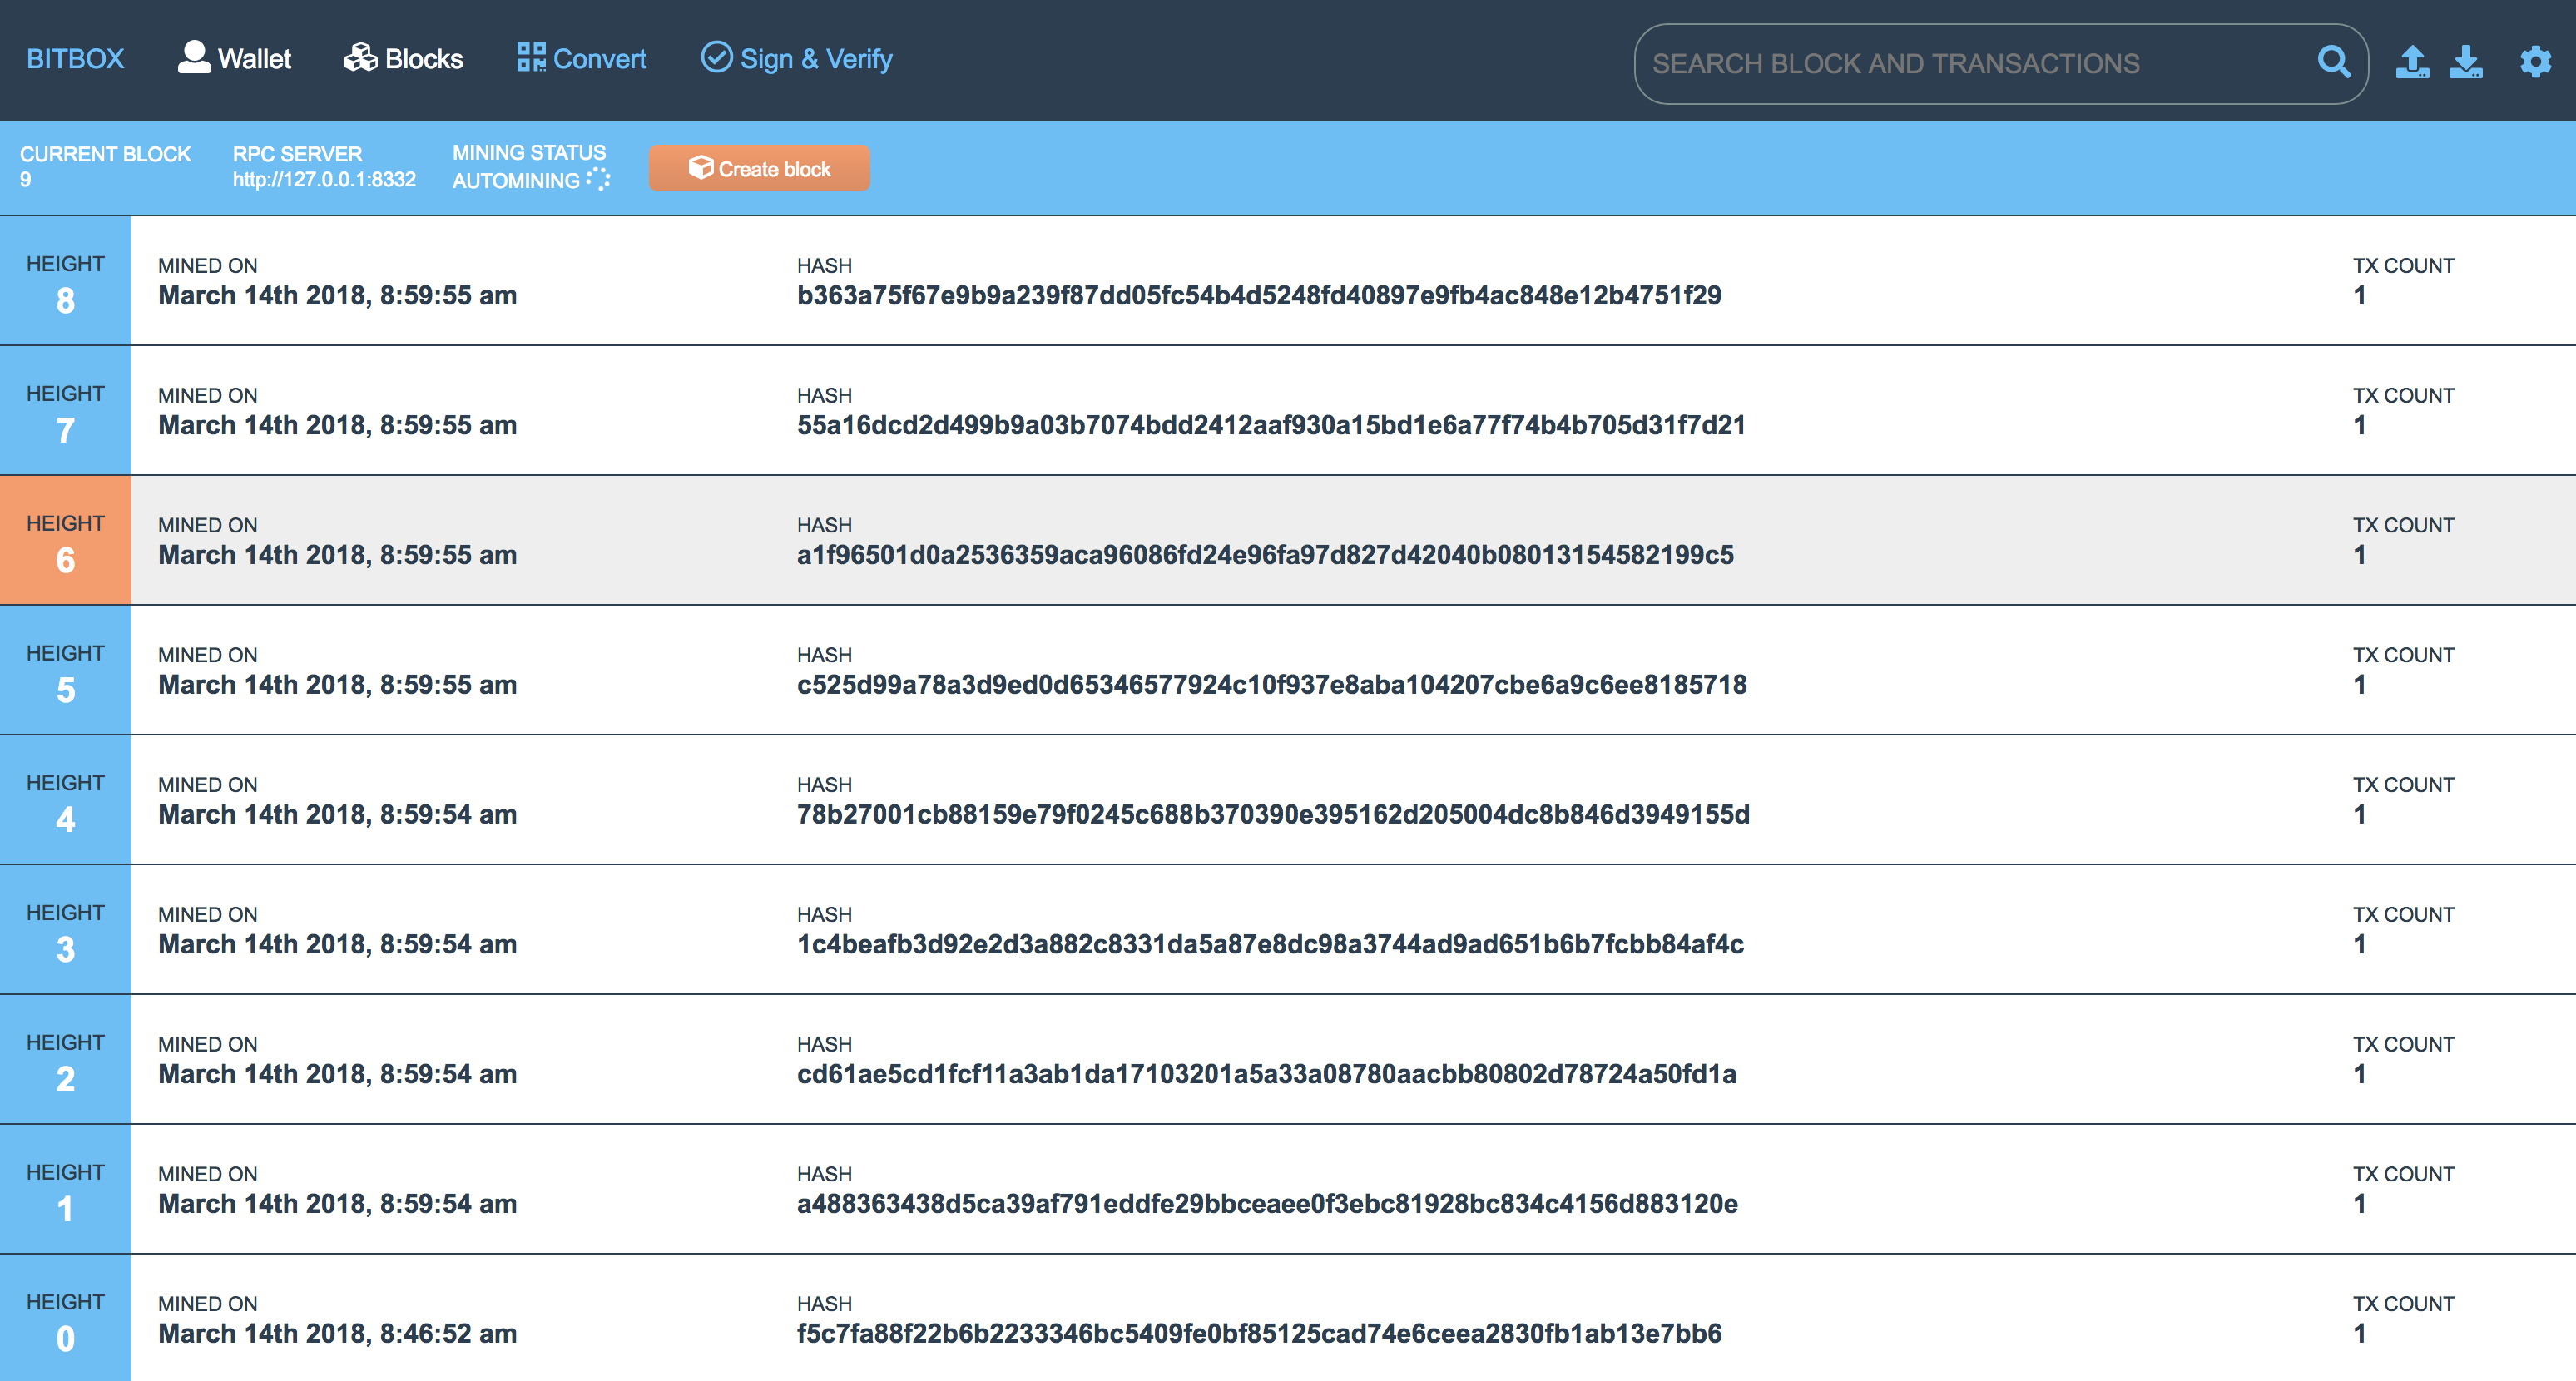 BITBOX Wallet Blocks Convert Sign & Verify SEARCH BLOCK AND TRANSACTIONS
CURRENT BLOCK RPC SERVER MINING STATUS
9 http://127.0.0.1:8332 AUTOMINING Create block
HEIGHT MINED ON HASH TX COUNT
8 March 14th 2018, 8:59:55 am b363a75f67e9b9a239f87dd05fc54b4d5248fd40897e9fb4ac848e12b4751f29 1
HEIGHT MINED ON HASH TX COUNT
7 March 14th 2018, 8:59:55 am 55a16dcd2d499b9a03b7074bdd2412aaf930a15bd1e6a77f74b4b705d31f7d21 1
HEIGHT MINED ON HASH TX COUNT
6 March 14th 2018, 8:59:55 am a1f96501d0a2536359aca96086fd24e96fa97d827d42040b08013154582199c5 1
HEIGHT MINED ON HASH TX COUNT
5 March 14th 2018, 8:59:55 am c525d99a78a3d9ed0d65346577924c10f937e8aba104207cbe6a9c6ee8185718 1
HEIGHT MINED ON HASH TX COUNT
4 March 14th 2018, 8:59:54 am 78b27001cb88159e79f0245c688b370390e395162d205004dc8b846d3949155d 1
HEIGHT MINED ON HASH TX COUNT
3 March 14th 2018, 8:59:54 am 1c4beafb3d92e2d3a882c8331da5a87e8dc98a3744ad9ad651b6b7fcbb84af4c 1
HEIGHT MINED ON HASH TX COUNT
2 March 14th 2018, 8:59:54 am cd61ae5cd1fcf11a3ab1da17103201a5a33a08780aacbb80802d78724a50fd1a 1
HEIGHT MINED ON HASH TX COUNT
1 March 14th 2018, 8:59:54 am a488363438d5ca39af791eddfe29bbceaee0f3ebc81928bc834c4156d883120e 1
HEIGHT MINED ON HASH TX COUNT
0 March 14th 2018, 8:46:52 am f5c7fa88f22b6b2233346bc5409fe0bf85125cad74e6ceea2830fb1ab13e7bb6 1